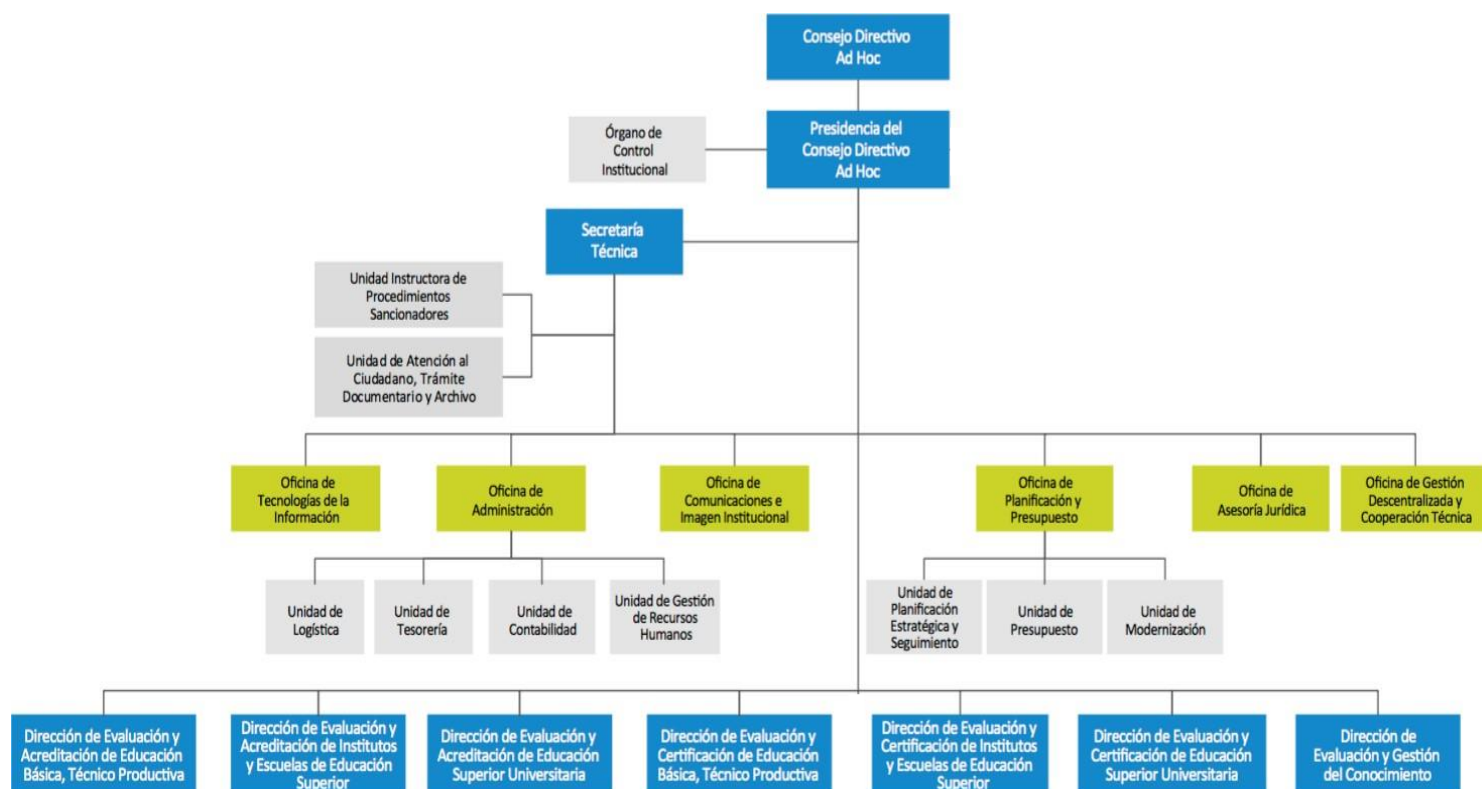 Consejo Directivo
Ad Hoc
Presidencia del
Consejo Directivo
Ad Hoc
Órgano de
Control
Institucional
Secretaría
Técnica
Unidad Instructora de
Procedimientos
Sancionadores
Unidad de Atención al
Ciudadano, Trámite
Documentario y Archivo
Oficina de
Tecnologías de la
Información
Oficina de
Administración
Oficina de
Comunicaciones e
Imagen Institucional
Oficina de
Planificación y
Presupuesto
Oficina de
Asesoría Jurídica
Oficina de Gestión
Descentralizada y
Cooperación Técnica
Unidad de
Logística
Unidad de
Tesorería
Unidad de
Contabilidad
Unidad de Gestión
de Recursos
Humanos
Unidad de
Planificación
Estratégica y
Seguimiento
Unidad de
Presupuesto
Unidad de
Modernización
Dirección de Evaluación y
Acreditación de Educación
Básica, Técnico Productiva
Dirección de Evaluación y
Acreditación de Institutos
y Escuelas de Educación
Superior
Dirección de Evaluación y
Acreditación de Educación
Superior Universitaria
Dirección de Evaluación y
Certificación de Educación
Básica, Técnico Productiva
Dirección de Evaluación y
Certificación de Institutos
y Escuelas de Educación
Superior
Dirección de Evaluación y
Certificación de Educación
Superior Universitaria
Dirección de
Evaluación y Gestión
del Conocimiento